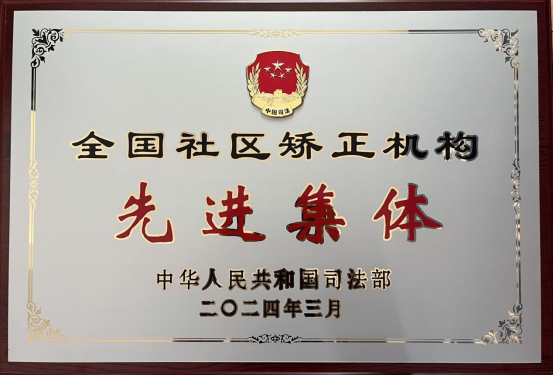 中国司法
全国社区矫正机构
先进集体
中华人民共和国司法部
二〇二四年三月